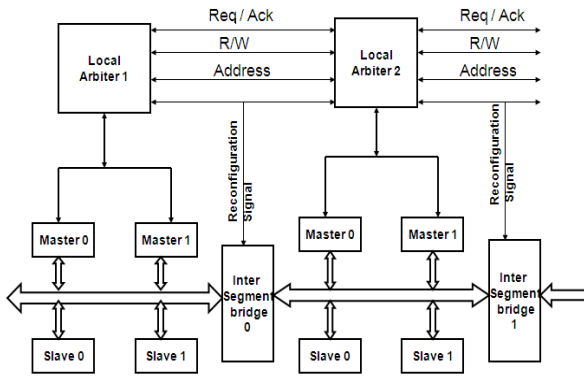 Req / Ack
Req / Ack
Local
Arbiter 1
R/W
Local
Arbiter 2
R/W
Address
Address
Reconfiguration
Signal
Reconfiguration
Signal
Master 0
Master 1
Master 0
Master 1
Inter
Segment
bridge
0
Inter
Segment
bridge
1
Slave 0
Slave 1
Slave 0
Slave 1